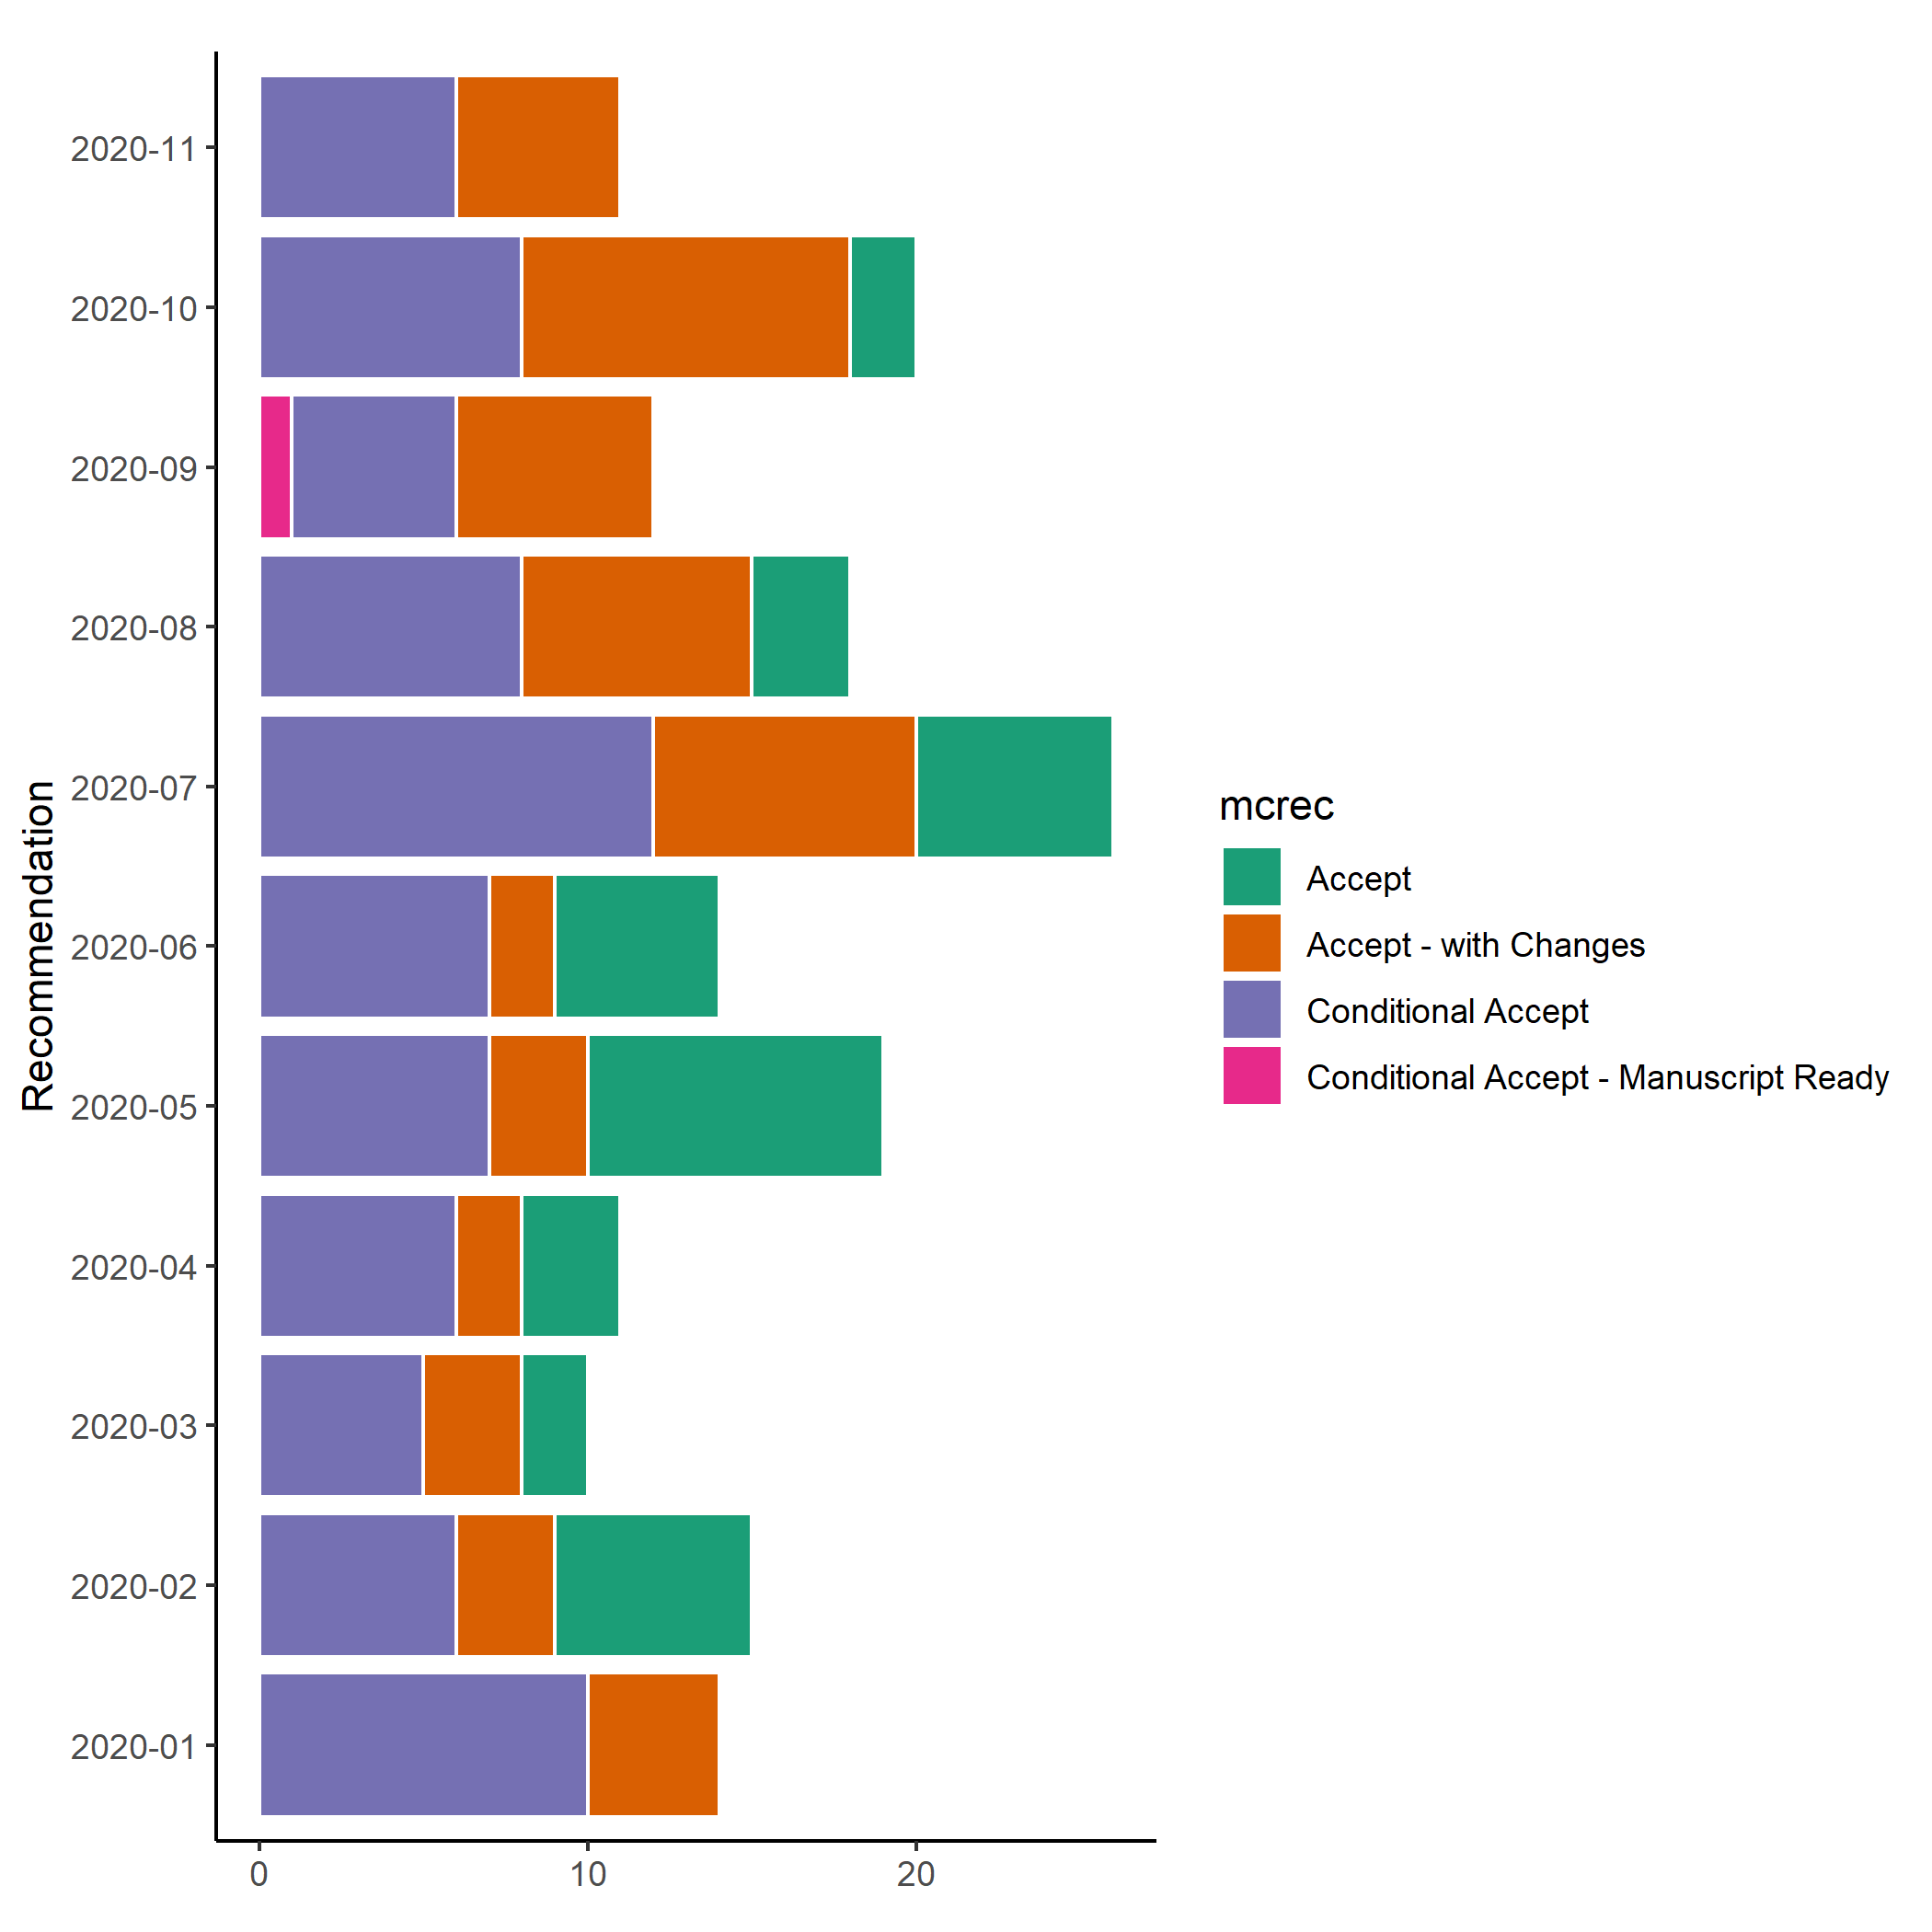 Recommendation
2020-11
2020-10
2020-09
2020-08
2020-07
2020-06
2020-05
2020-04
2020-03
2020-02
2020-01
0 10 20
mcrec
Accept
Accept - with Changes
Conditional Accept
Conditional Accept - Manuscript Ready